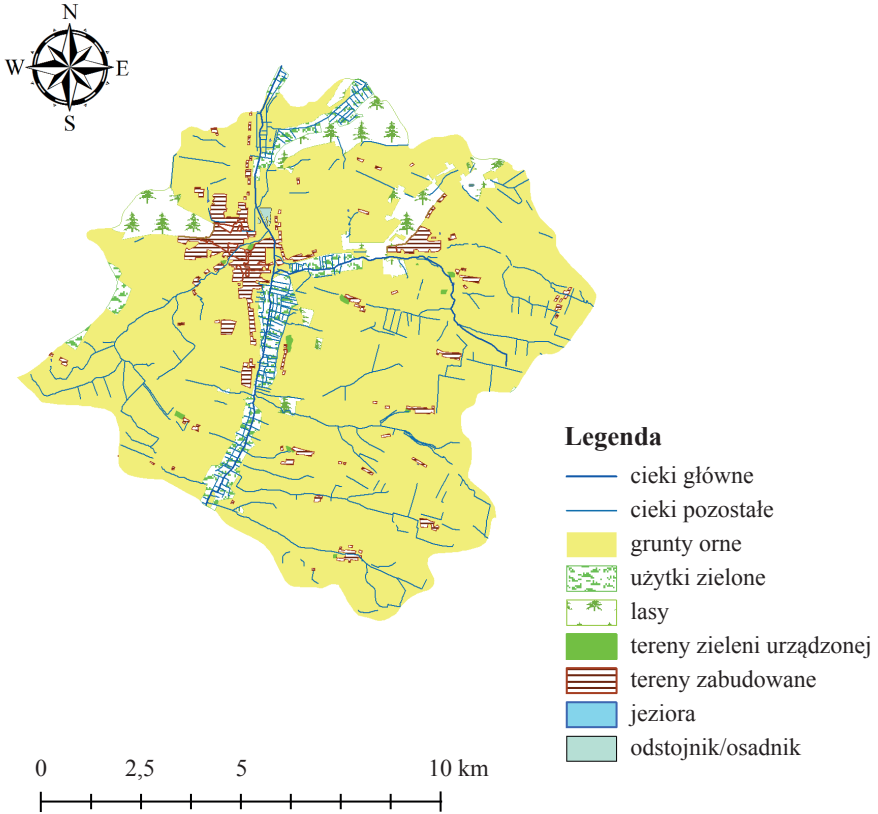 N
W E
S
Legenda
cieki główne
cieki pozostałe
grunty orne
użytki zielone
lasy
tereny zieleni urządzonej
tereny zabudowane
jeziora
odstojnik/osadnik
0 2,5 5 10 km